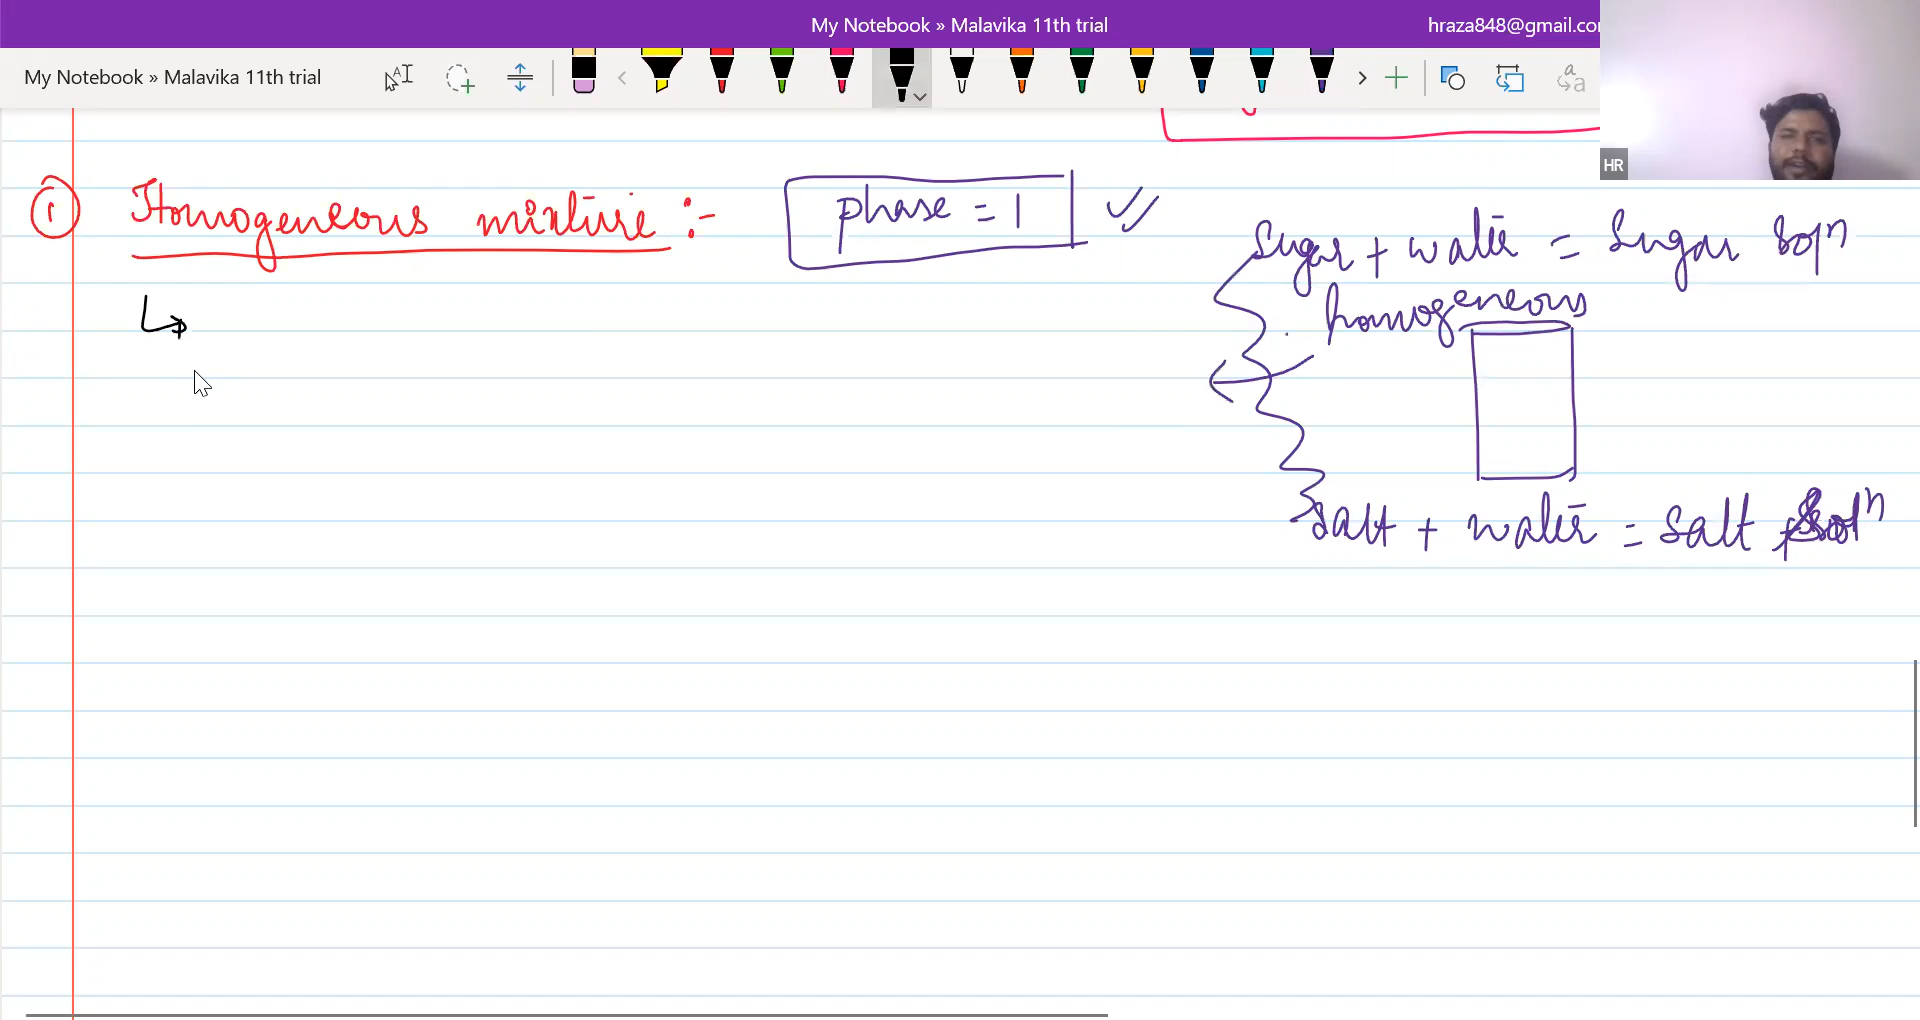 My Notebook » Malavika 11th trial
hraza848@gmail.co
My Notebook » Malavika 11th trial
HR
i Homogeneous mixture :-
phase = 1
Sugar + water = Sugar Solⁿ
homogeneous
Salt + water = Salt Solⁿ